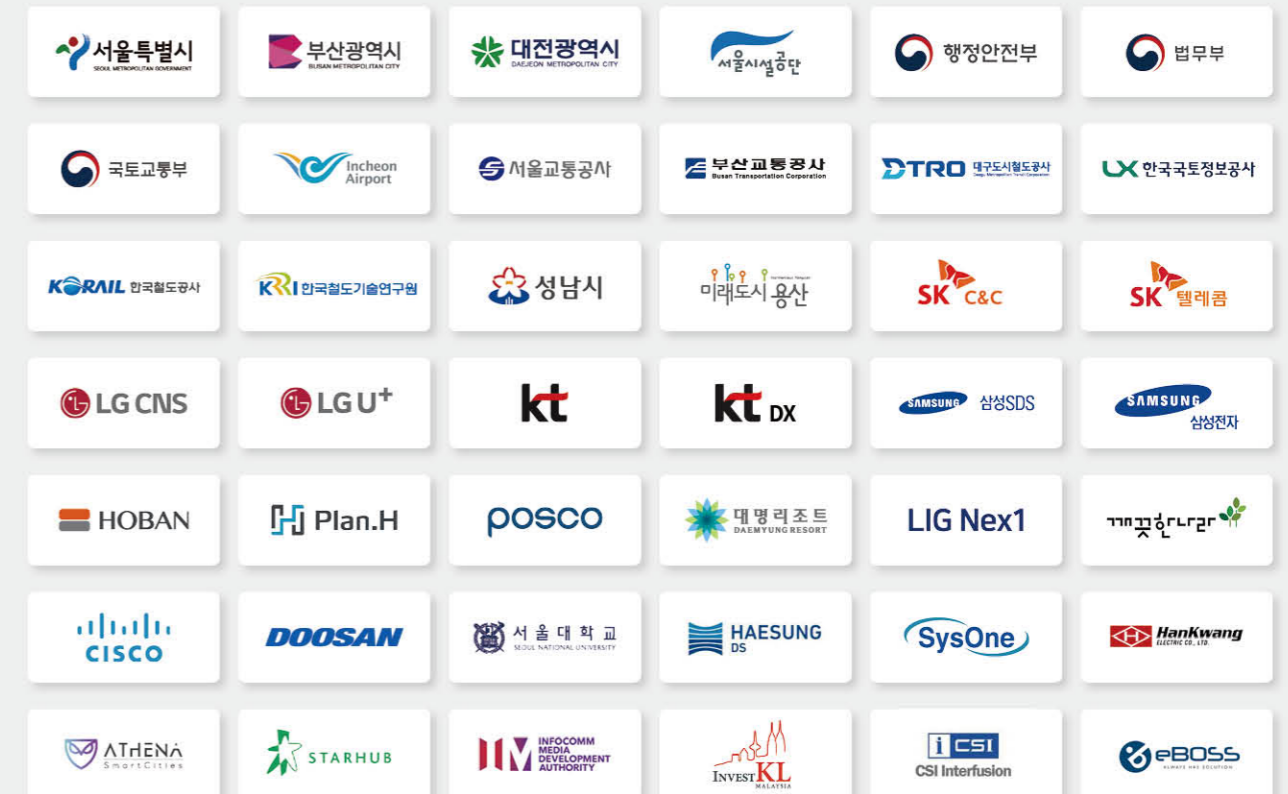 서울특별시
SEOUL METROPOLITAN GOVERNMENT
부산광역시
BUSAN METROPOLITAN CITY
대전광역시
DAEJEON METROPOLITAN CITY
서울시설공단
행정안전부
법무부
국토교통부
Incheon
Airport
서울교통공사
부산교통공사
Busan Transportation Corporation
DTRO 대구도시철도공사
Daegu Metropolitan Transit Corporation
LX 한국국토정보공사
KORAIL 한국철도공사
KRRI 한국철도기술연구원
성남시
미래도시 용산
SK C&C
SK 텔레콤
LG CNS
LG U+
kt
kt DX
SAMSUNG 삼성SDS
SAMSUNG
삼성전자
HOBAN
Plan.H
posco
대명리조트
DAEMYUNG RESORT
LIG Nex1
CISCO
DOOSAN
서울대학교
SEOUL NATIONAL UNIVERSITY
HAESUNG
DS
SysOne
HanKwang
ELECTRIC CO., LTD.
ATHENA
SmartCities
STARHUB
INFOCOMM
MEDIA
DEVELOPMENT
AUTHORITY
INVEST KL
MALAYSIA
i CSI
CSI Interfusion
eBOSS
ALWAYS HAS SOLUTION